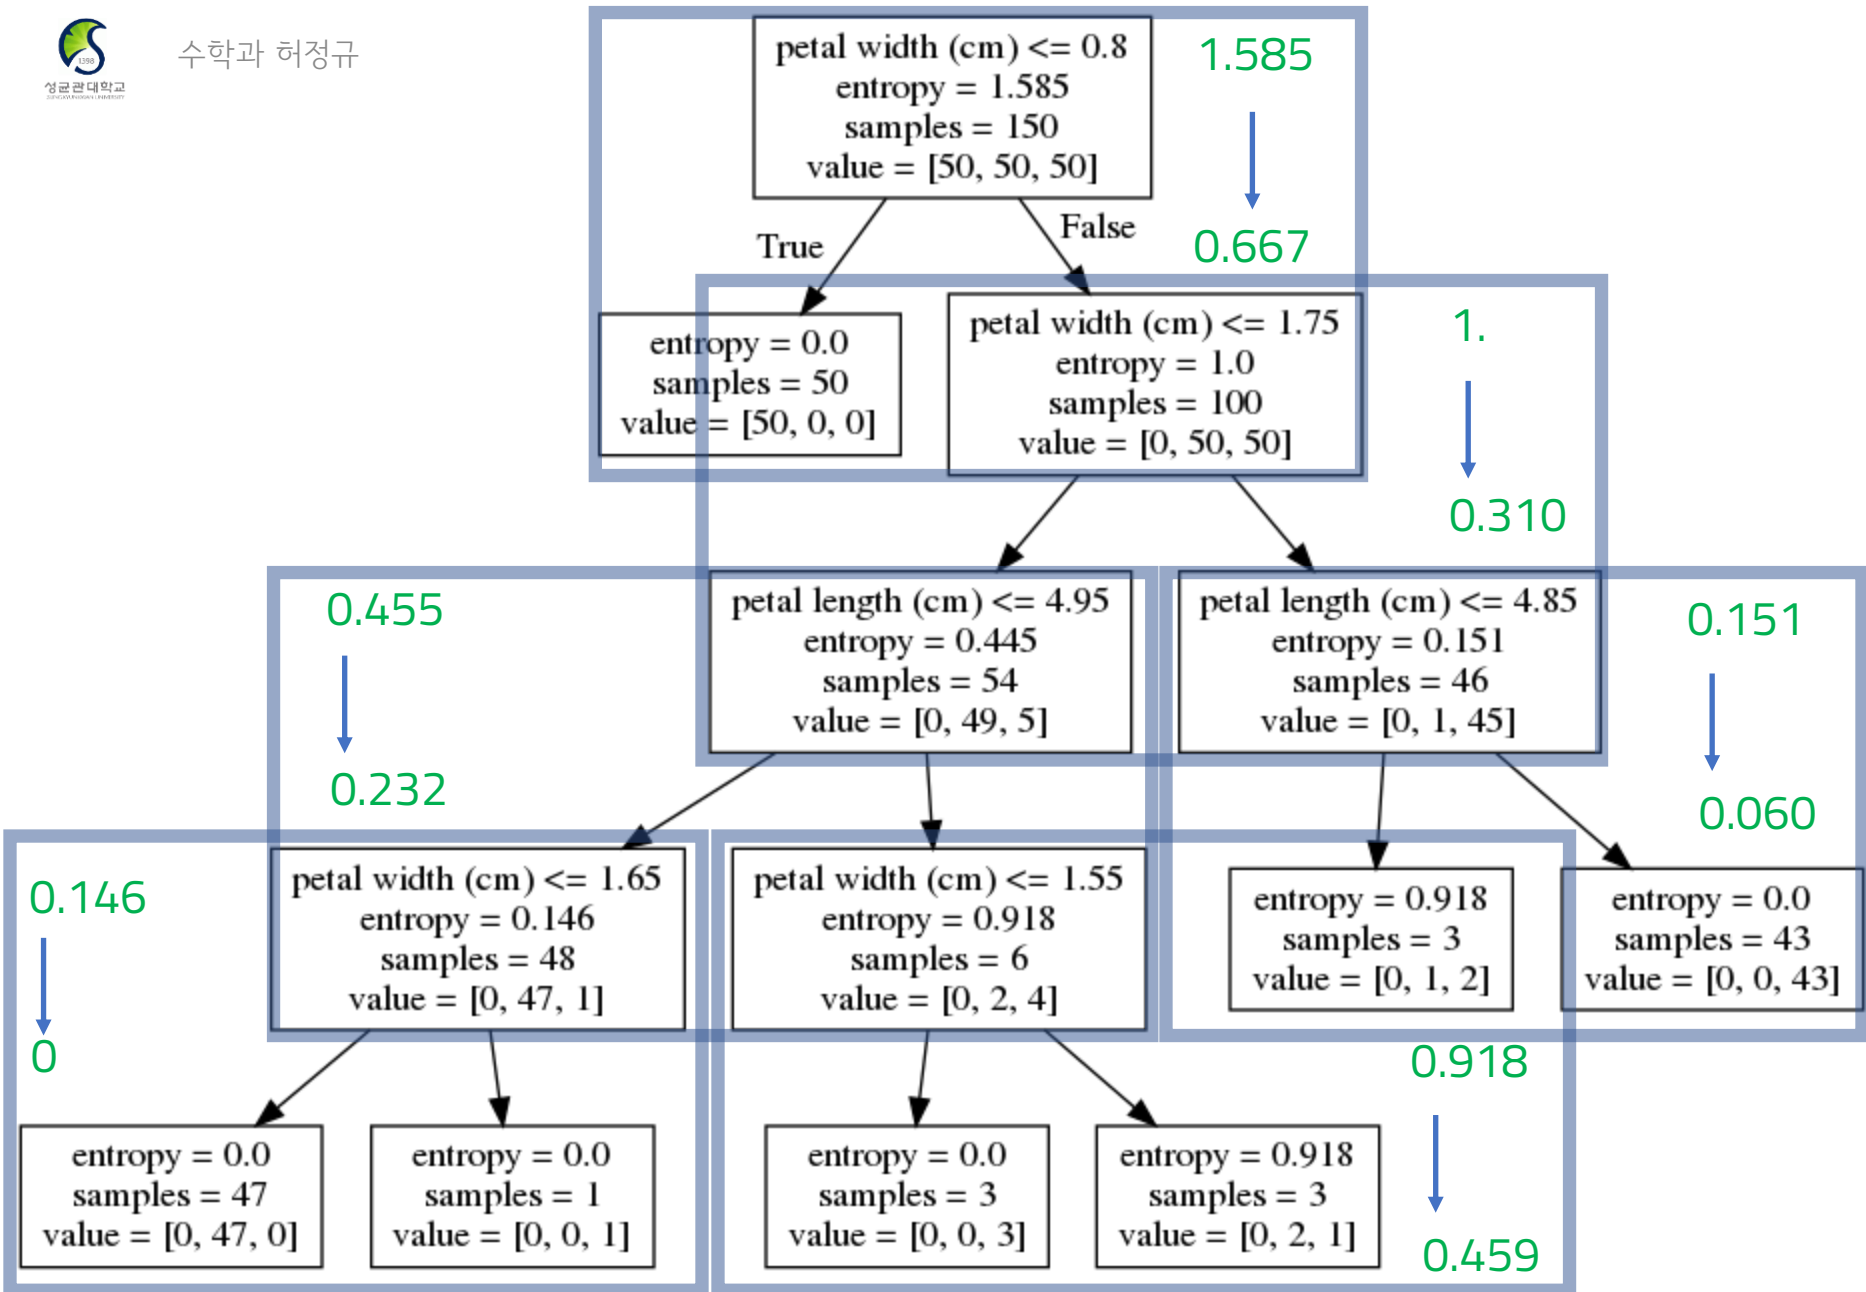 1398
성균관대학교
SUNGKYUNKWAN UNIVERSITY
수학과 허정규
petal width (cm) <= 0.8
entropy = 1.585
samples = 150
value = [50, 50, 50]
1.585
0.667
True
False
entropy = 0.0
samples = 50
value = [50, 0, 0]
petal width (cm) <= 1.75
entropy = 1.0
samples = 100
value = [0, 50, 50]
1.
0.310
0.455
0.232
petal length (cm) <= 4.95
entropy = 0.445
samples = 54
value = [0, 49, 5]
petal length (cm) <= 4.85
entropy = 0.151
samples = 46
value = [0, 1, 45]
0.151
0.060
0.146
0
petal width (cm) <= 1.65
entropy = 0.146
samples = 48
value = [0, 47, 1]
petal width (cm) <= 1.55
entropy = 0.918
samples = 6
value = [0, 2, 4]
entropy = 0.918
samples = 3
value = [0, 1, 2]
entropy = 0.0
samples = 43
value = [0, 0, 43]
0.918
0.459
entropy = 0.0
samples = 47
value = [0, 47, 0]
entropy = 0.0
samples = 1
value = [0, 0, 1]
entropy = 0.0
samples = 3
value = [0, 0, 3]
entropy = 0.918
samples = 3
value = [0, 2, 1]